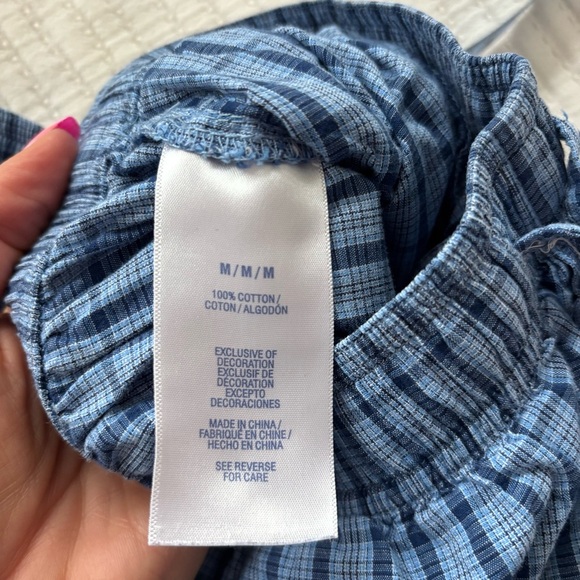 M/M/M
100% COTTON/
COTON/ALGODÓN
EXCLUSIVE OF
DECORATION
EXCLUSIF DE
DÉCORATION
EXCEPTO
DECORACIONES
MADE IN CHINA/
FABRIQUÉ EN CHINE/
HECHO EN CHINA
SEE REVERSE
FOR CARE